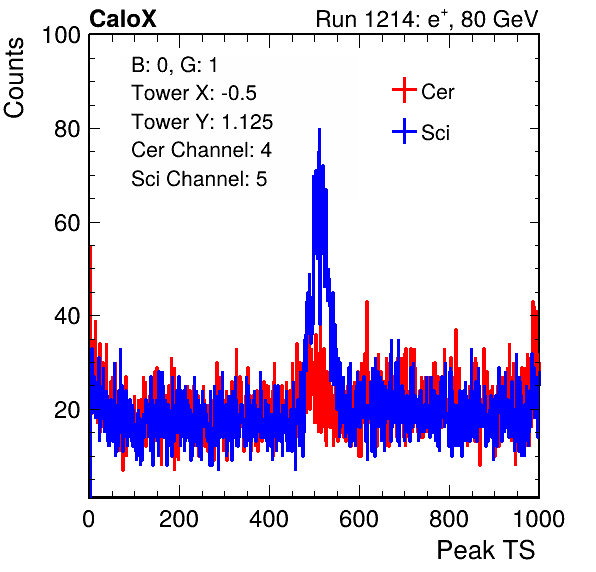 CaloX Run 1214: e+, 80 GeV
Counts
B: 0, G: 1
Tower X: -0.5
Tower Y: 1.125
Cer Channel: 4
Sci Channel: 5
Cer
Sci
100
80
60
40
20
0 200 400 600 800 1000
Peak TS